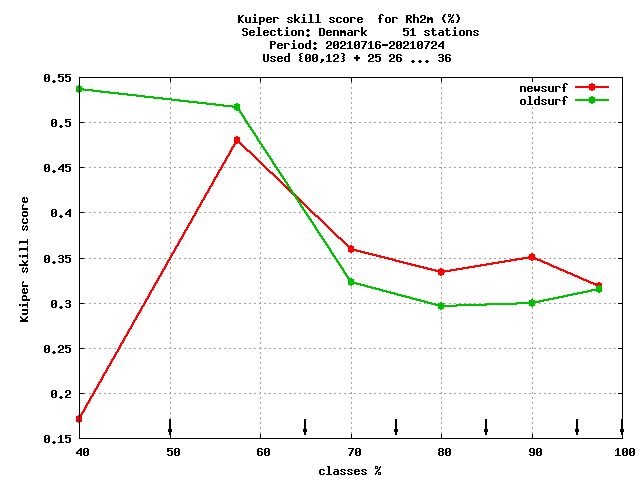 Kuiper skill score  for Rh2m (%)
Selection: Denmark     51 stations
Period: 20210716-20210724
Used {00,12} + 25 26 ... 36
newsurf
oldsurf
0.55
0.5
0.45
0.4
0.35
0.3
0.25
0.2
0.15
Kuiper skill score
40 50 60 70 80 90 100
classes %